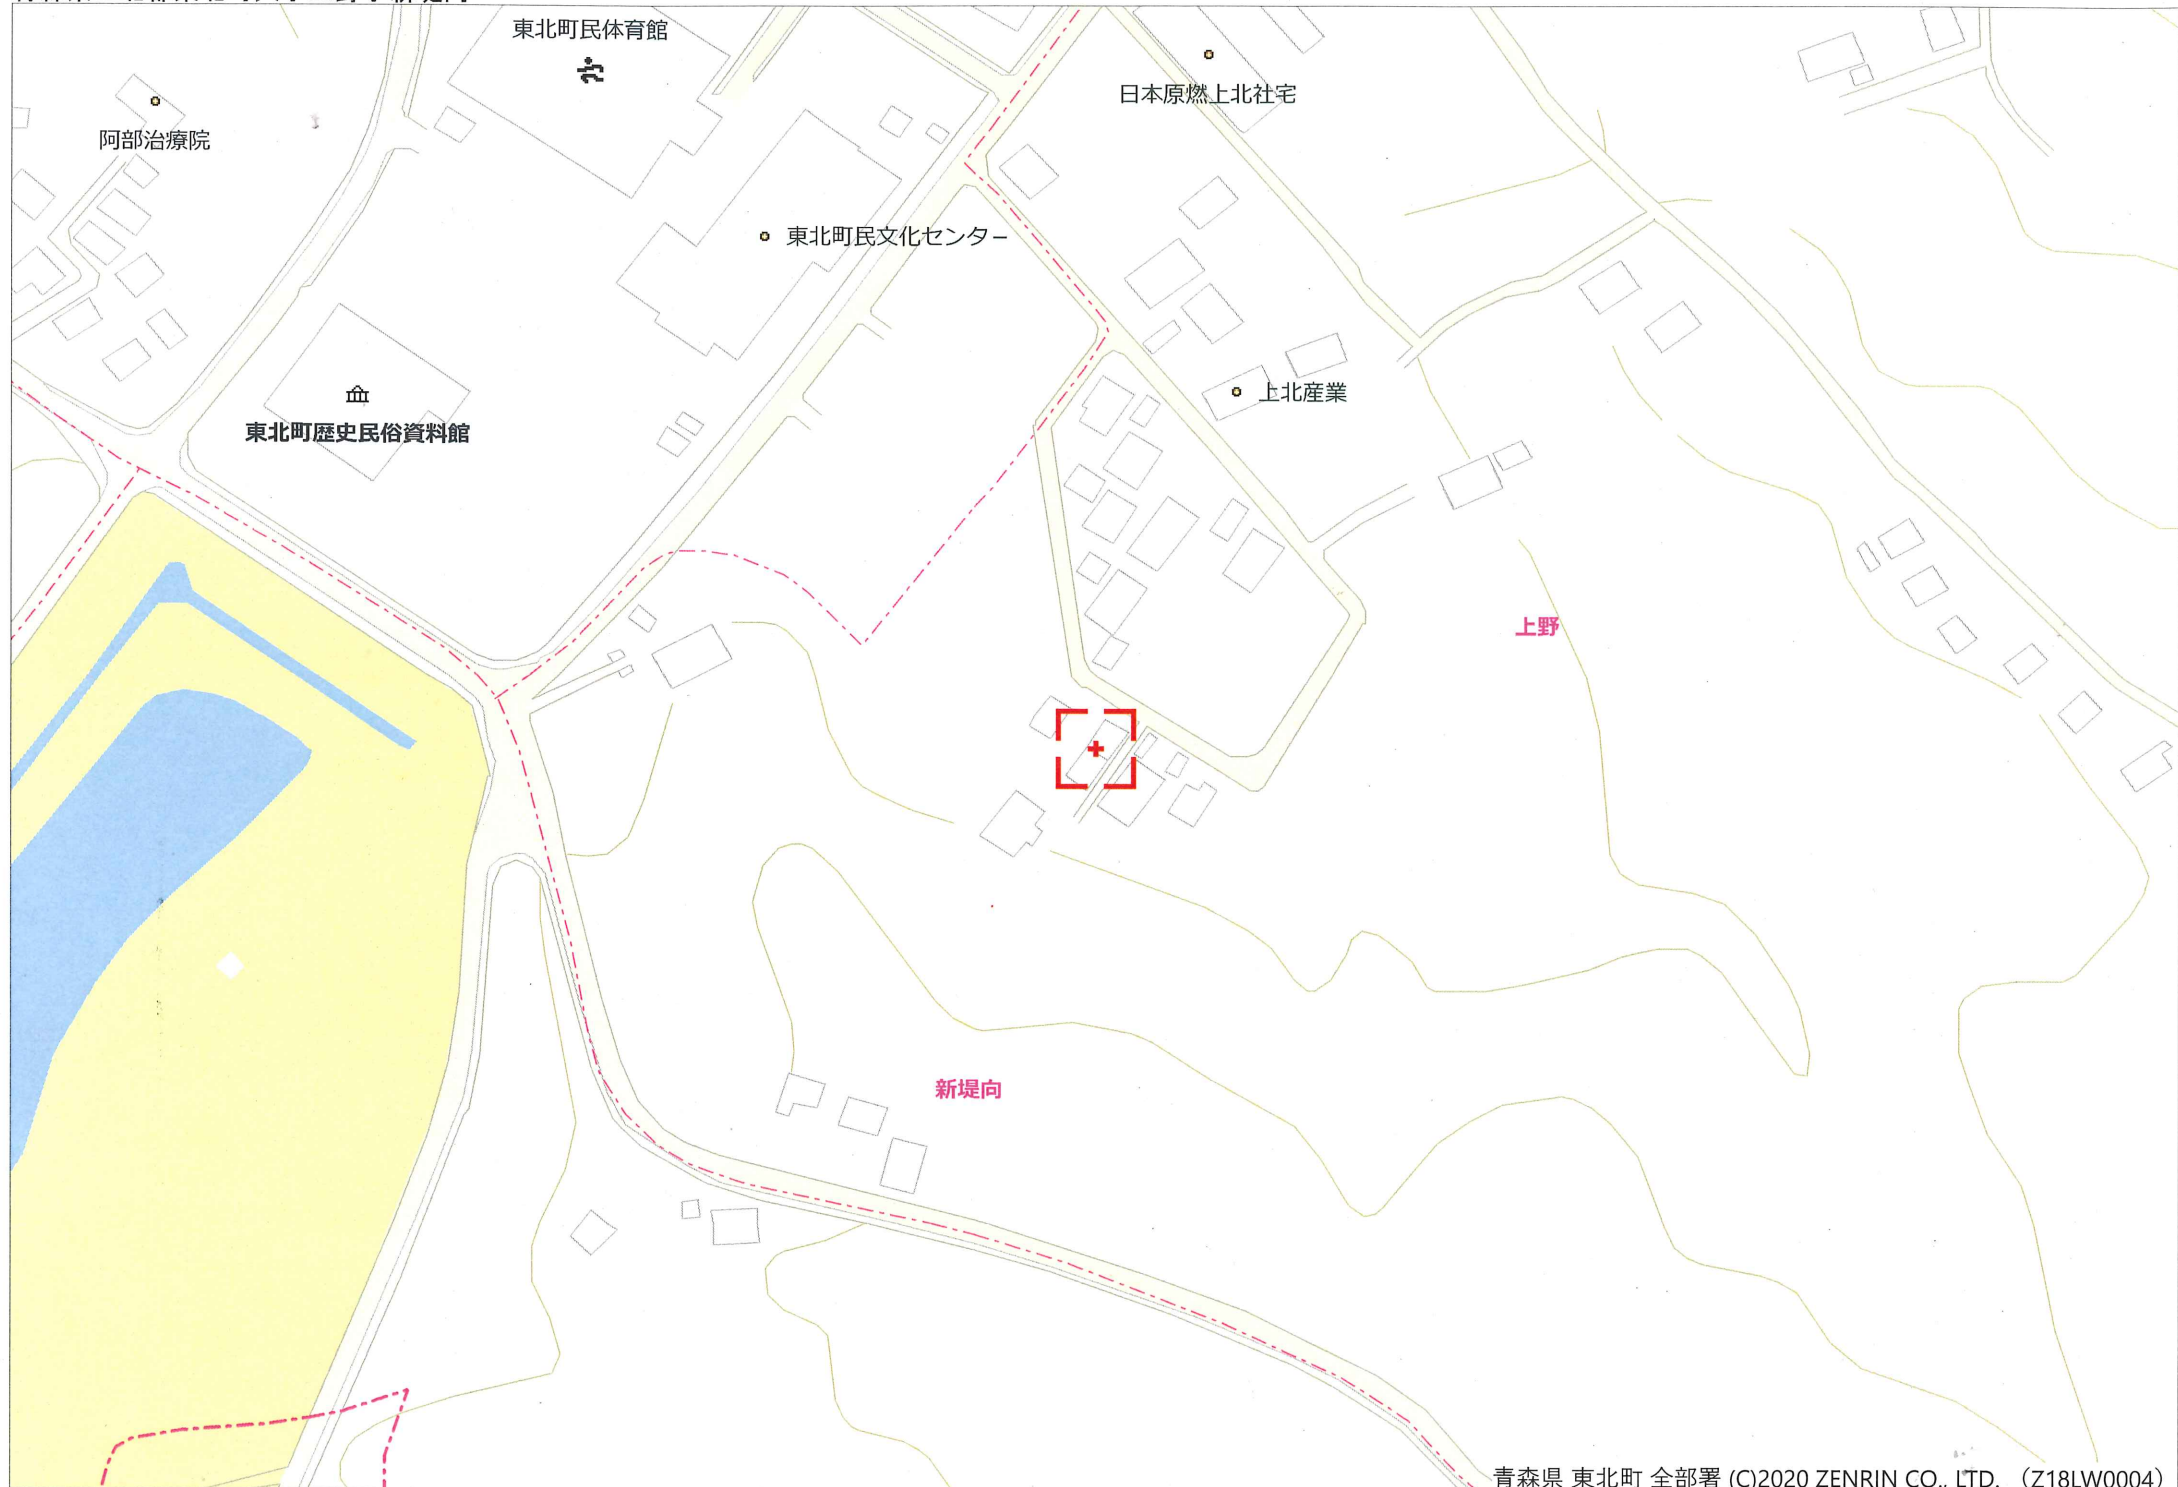 東北町民体育館
日本原燃上北社宅
阿部治療院
東北町民文化センター
上北産業
東北町歴史民俗資料館
上野
新堤向
青森県 東北町 全部署 (C)2020 ZENRIN CO., LTD. (Z18LW0004)